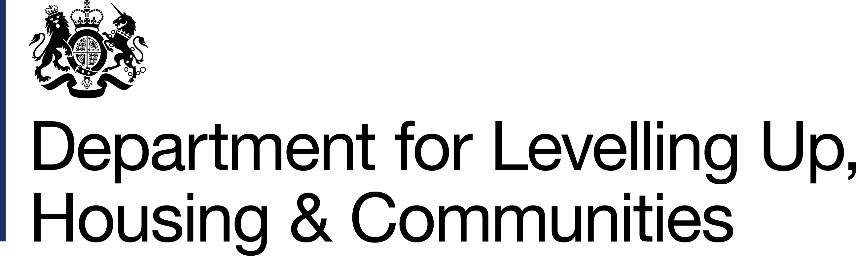 Department for Levelling Up,
Housing & Communities